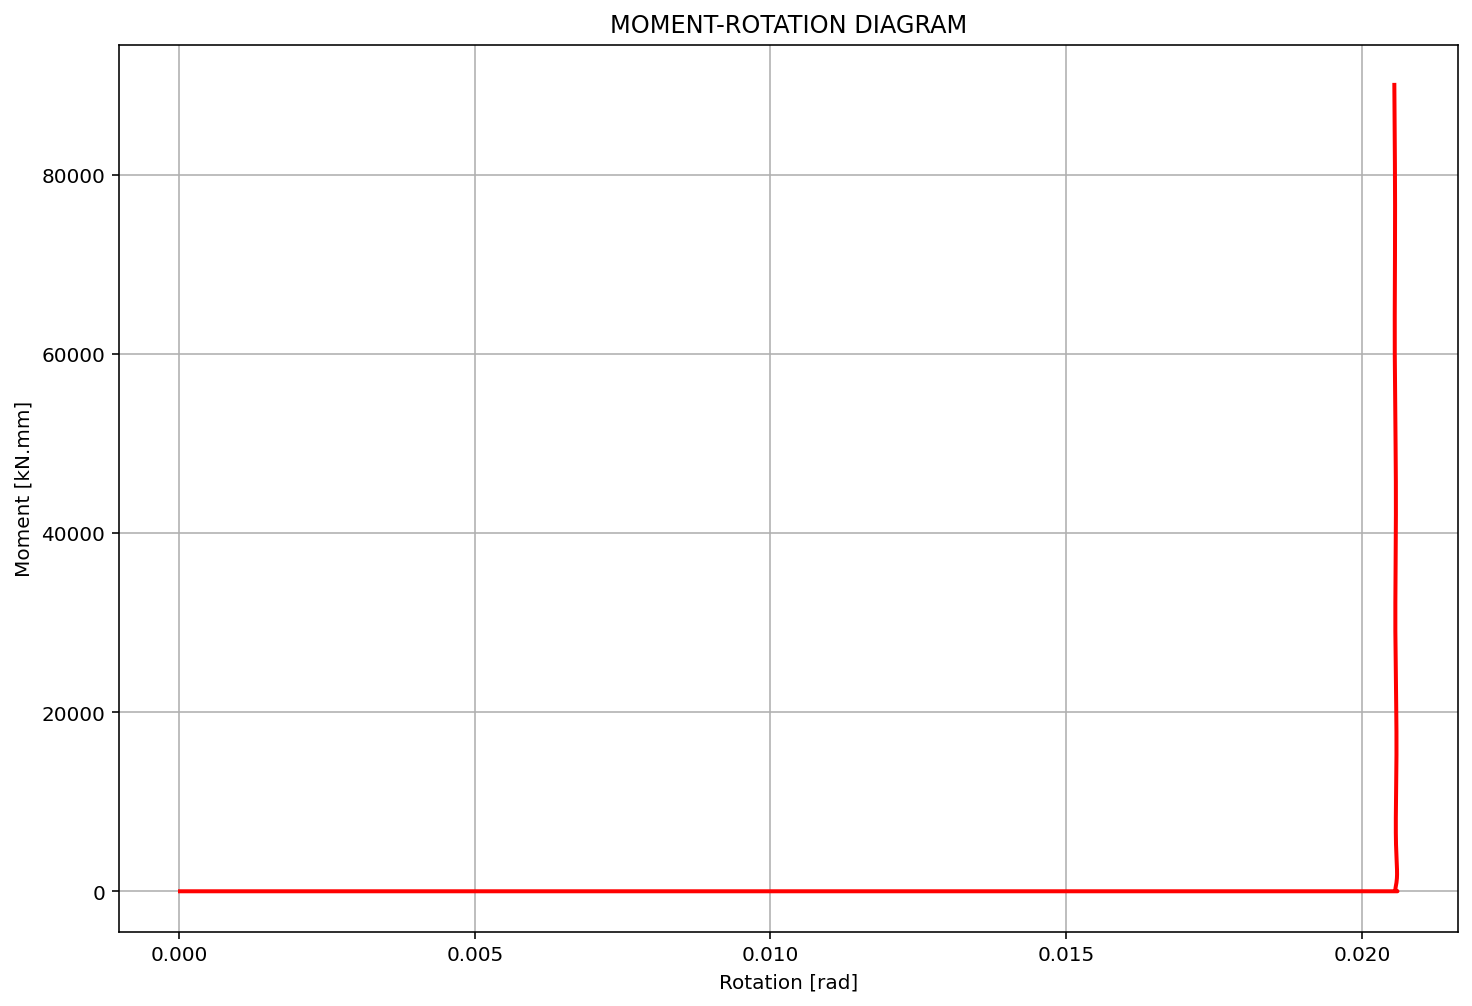 MOMENT-ROTATION DIAGRAM
80000
60000
40000
20000
0
Moment [kN.mm]
0.000 0.005 0.010 0.015 0.020
Rotation [rad]